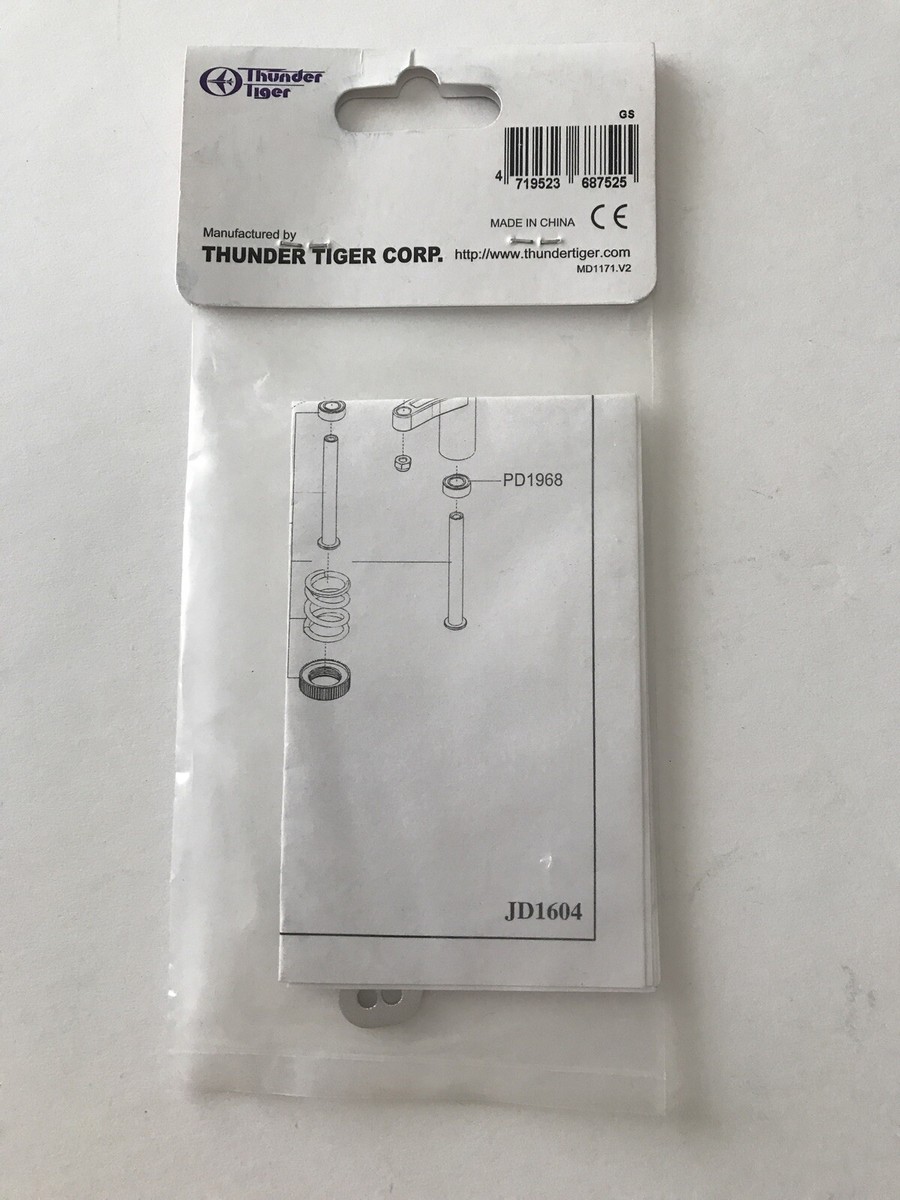 Thunder
Tiger
GS
4 719523 687525
MADE IN CHINA CE
Manufactured by
THUNDER TIGER CORP. http://www.thundertiger.com
MD1171.V2
PD1968
JD1604